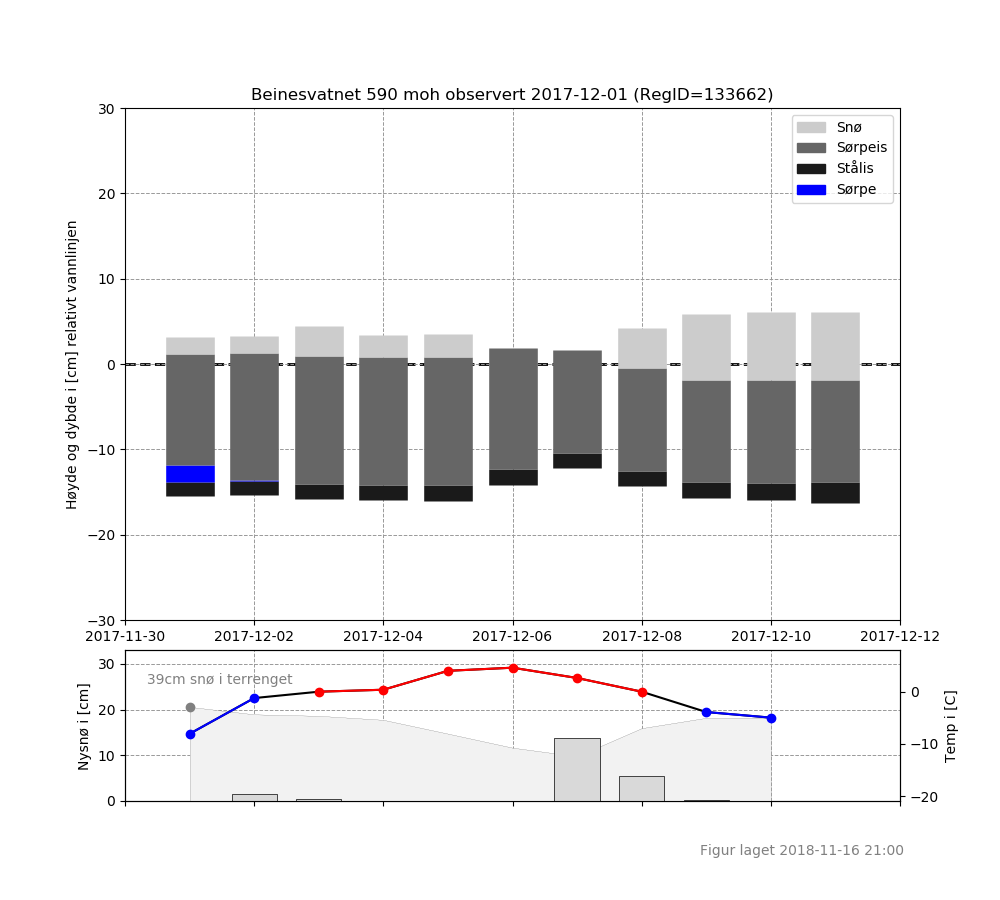 Beinesvatnet 590 moh observert 2017-12-01 (RegID=133662)
30
20
10
0
−10
−20
−30
Høyde og dybde i [cm] relativt vannlinjen
Snø
Sørpeis
Stålis
Sørpe
2017-11-30 2017-12-02 2017-12-04 2017-12-06 2017-12-08 2017-12-10 2017-12-12
30
20
10
0
Nysnø i [cm]
39cm snø i terrenget
0
−10
−20
Temp i [C]
Figur laget 2018-11-16 21:00